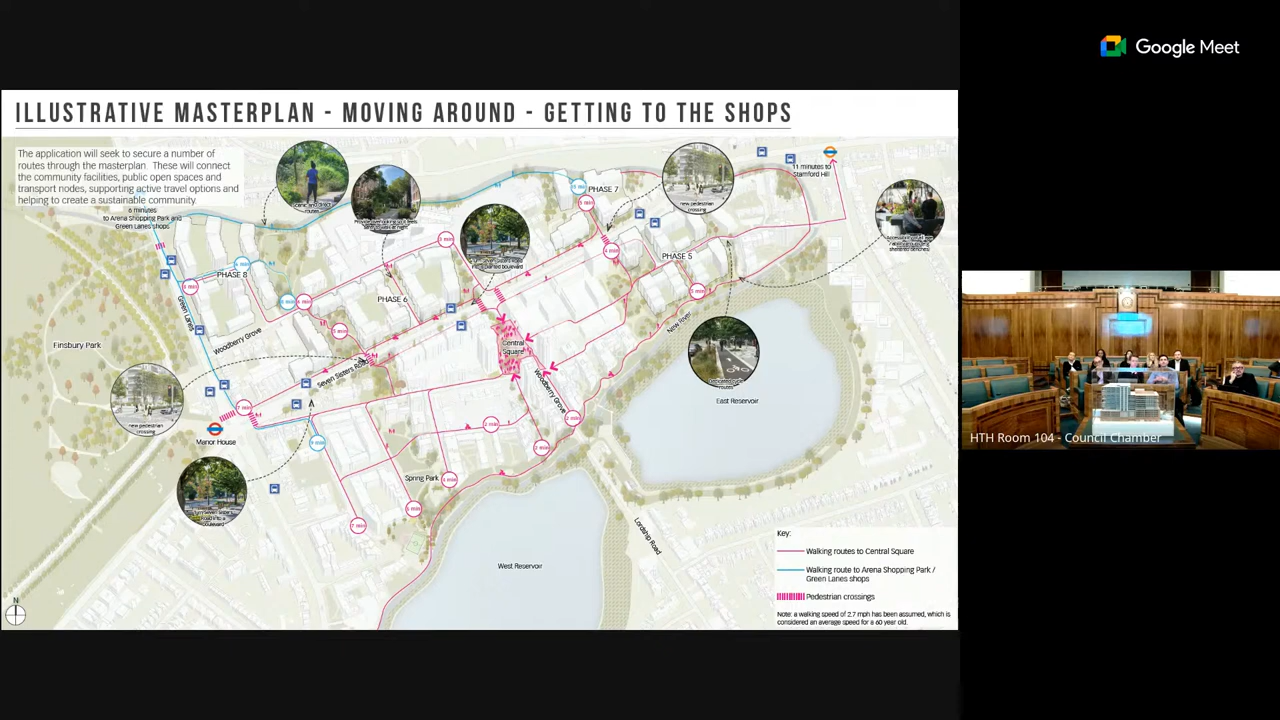 Google Meet
ILLUSTRATIVE MASTERPLAN - MOVING AROUND - GETTING TO THE SHOPS
The application will seek to secure a number of
routes through the masterplan. These will connect
the community facilities, public open spaces and
transport nodes, supporting active travel options and
helping to create a sustainable community.
6 minutes
to Arena Shopping Park and
Green Lanes shops
11 minutes to
Stamford Hill
PHASE 7
new pedestrian
crossing
PHASE 5
PHASE 8
PHASE 6
Green Lanes
Woodberry Grove
Finsbury Park
Seven Sisters Road
Central
Square
New River
Woodberry Grove
East Reservoir
new pedestrian
crossing
Manor House
Spring Park
Lordship Road
West Reservoir
N
Key:
Walking routes to Central Square
Walking route to Arena Shopping Park /
Green Lanes shops
Pedestrian crossings
Note: a walking speed of 2.7 mph has been assumed, which is
considered an average speed for a 60 year old.
HTH Room 104 - Council Chamber